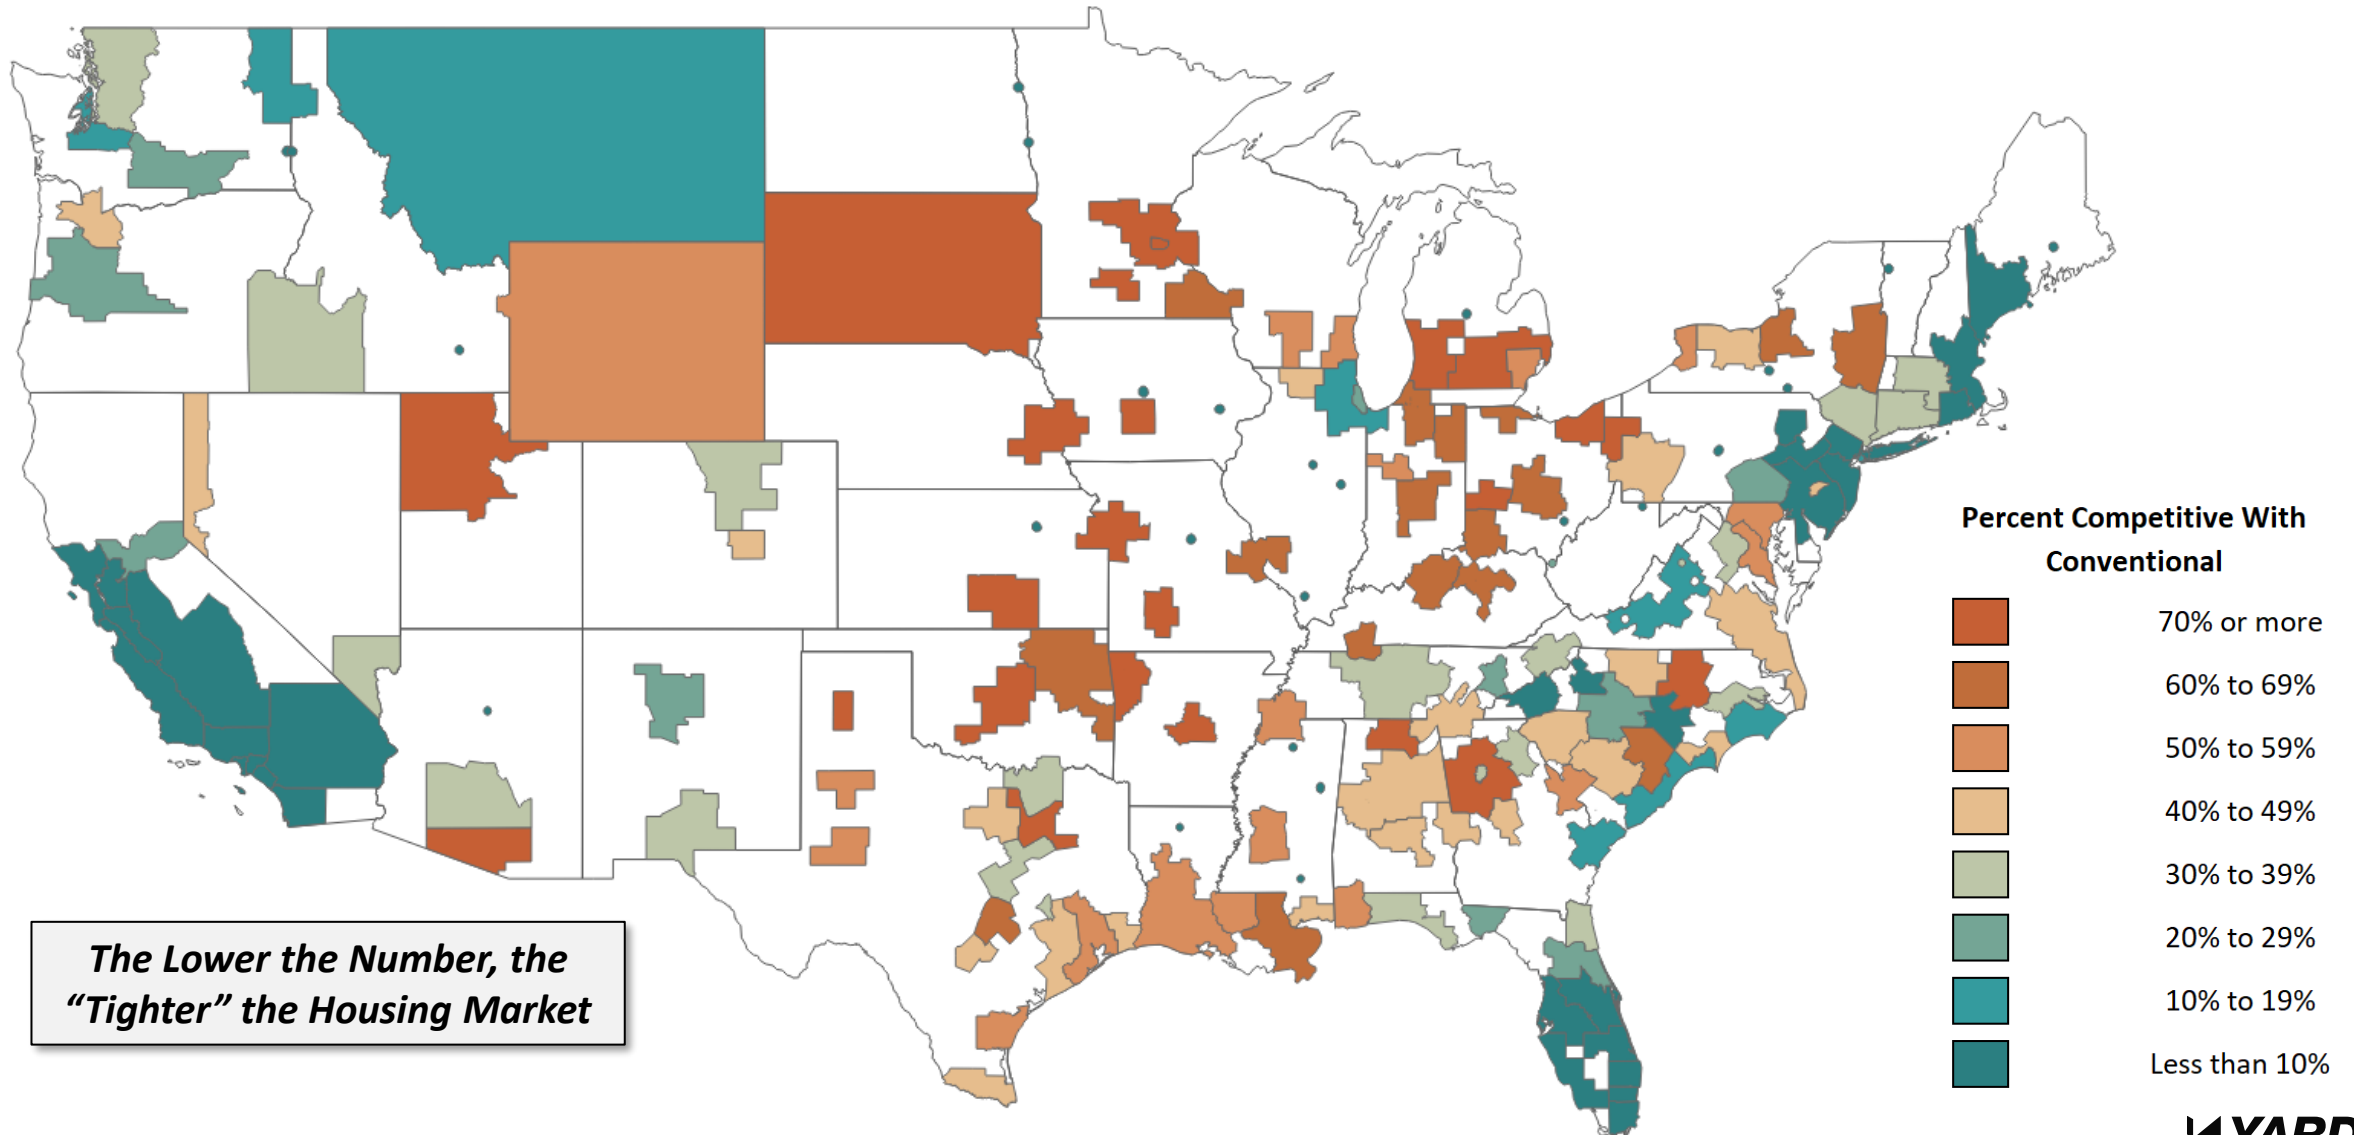 Percent Competitive With
Conventional
70% or more
60% to 69%
50% to 59%
40% to 49%
30% to 39%
20% to 29%
10% to 19%
Less than 10%
The Lower the Number, the
“Tighter” the Housing Market